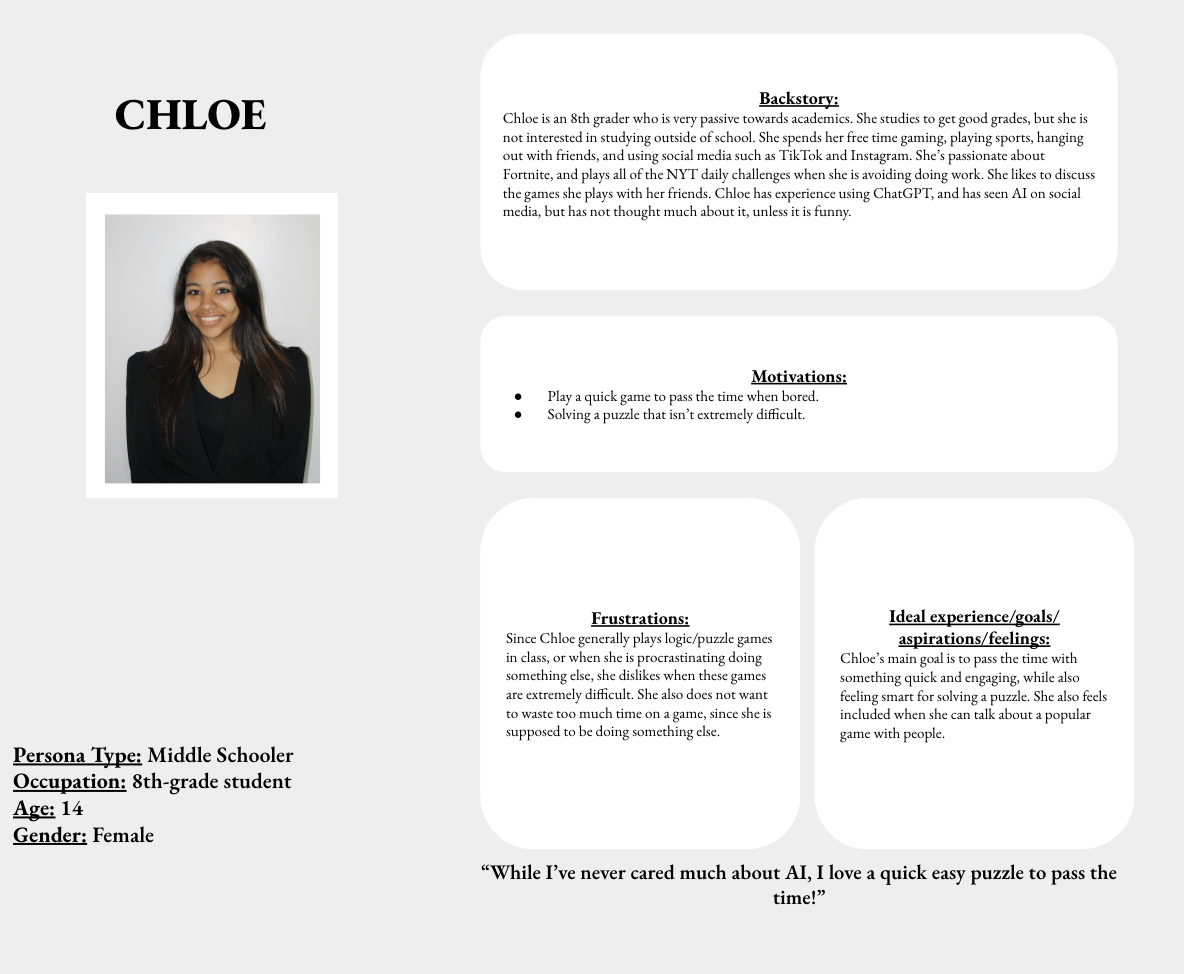 CHLOE
Backstory:
Chloe is an 8th grader who is very passive towards academics. She studies to get good grades, but she is
not interested in studying outside of school. She spends her free time gaming, playing sports, hanging
out with friends, and using social media such as TikTok and Instagram. She’s passionate about
Fortnite, and plays all of the NYT daily challenges when she is avoiding doing work. She likes to discuss
the games she plays with her friends. Chloe has experience using ChatGPT, and has seen AI on social
media, but has not thought much about it, unless it is funny.
Motivations:
● Play a quick game to pass the time when bored.
● Solving a puzzle that isn’t extremely difficult.
Frustrations:
Since Chloe generally plays logic/puzzle games
in class, or when she is procrastinating doing
something else, she dislikes when these games
are extremely difficult. She also does not want
to waste too much time on a game, since she is
supposed to be doing something else.
Ideal experience/goals/
aspirations/feelings:
Chloe’s main goal is to pass the time with
something quick and engaging, while also
feeling smart for solving a puzzle. She also feels
included when she can talk about a popular
game with people.
Persona Type: Middle Schooler
Occupation: 8th-grade student
Age: 14
Gender: Female
“While I’ve never cared much about AI, I love a quick easy puzzle to pass the
time!”